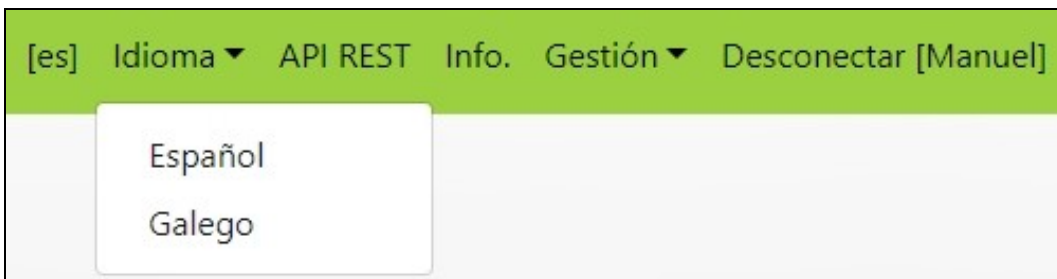 [es] Idioma API REST Info. Gestión Desconectar [Manuel]
Español
Galego